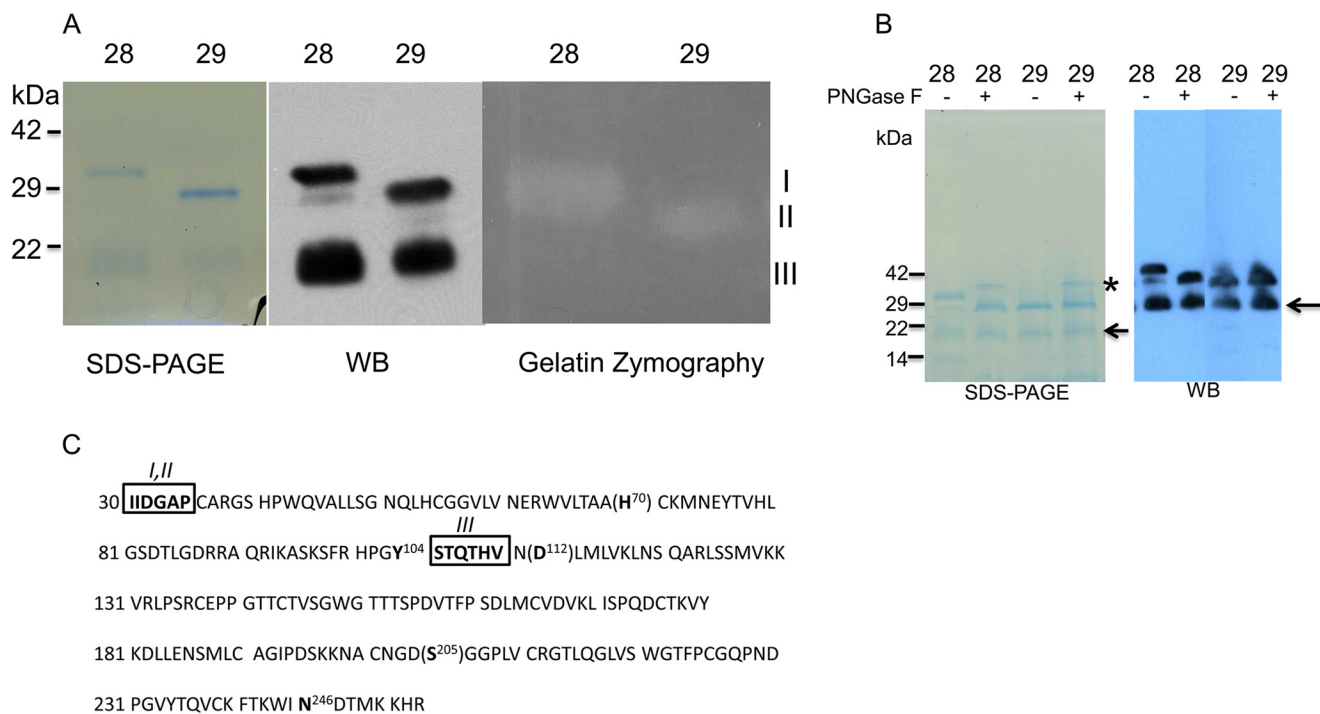 A
28 29 28 29 28 29
kDa
42
29
22
I
II
III
SDS-PAGE WB Gelatin Zymography
B
28 28 29 29 28 28 29 29
PNGase F - + - + - + - +
kDa
42
*
29
22
14
SDS-PAGE WB
C
I,II
30 IIDGAP CARGS HPWQVALLSG NQLHCGGVLV NERWVLTAA(H70) CKMNEYTVHL
III
81 GSDTLGDRRA QRIKASKSFR HPGY104 STQTHV N(D112)LMLVKLNS QARLSSMVKK
131 VRLPSRCEPP GTTCTVSGWG TTTSPDVTFP SDLMCVDVKL ISPQDCTKVY
181 KDLLENSMLC AGIPDSKKNA CNGD(S205)GGPLV CRGTLQGLVS WGTFPCGQPND
231 PGVYTQVCK FTKWI N246DTMK KHR